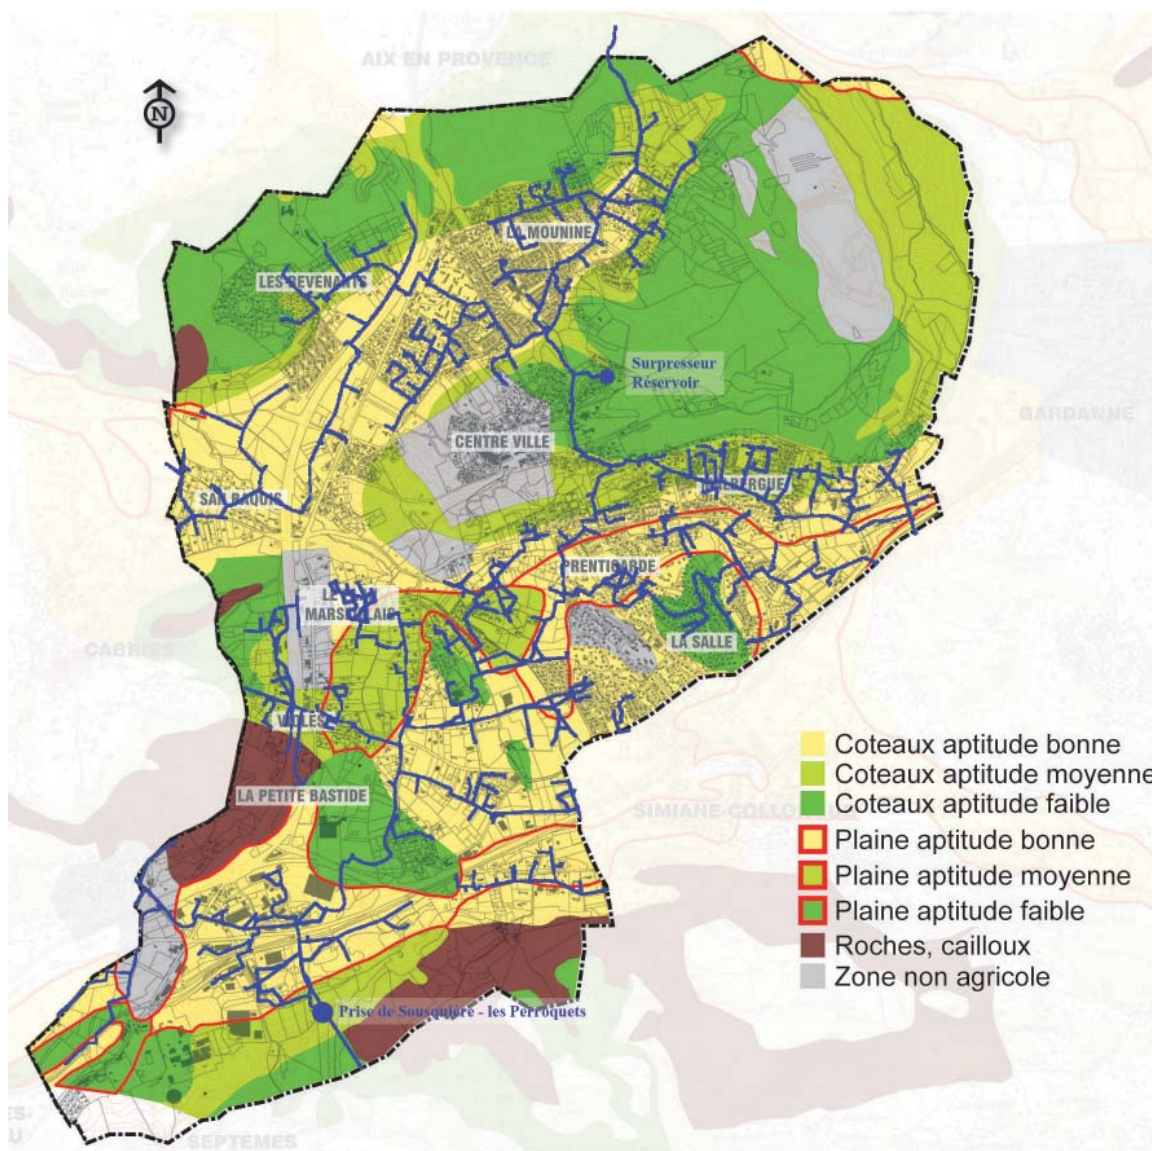 AIX EN PROVENCE
N
LA MOUNINE
LES REVENANTS
Surpresseur
Réservoir
GARDANNE
CENTRE VILLE
SAN BAQUIS
PRENTIGARDE
LE
MARSEILLAIS
LA SALLE
CABRIES
VIOLES
LA PETITE BASTIDE
Coteaux aptitude bonne
Coteaux aptitude moyenne
SIMIANE-COLLO
Coteaux aptitude faible
Plaine aptitude bonne
Plaine aptitude moyenne
Plaine aptitude faible
Roches, cailloux
Zone non agricole
Prise de Sousquière - les Perroquets
SEPTEMES